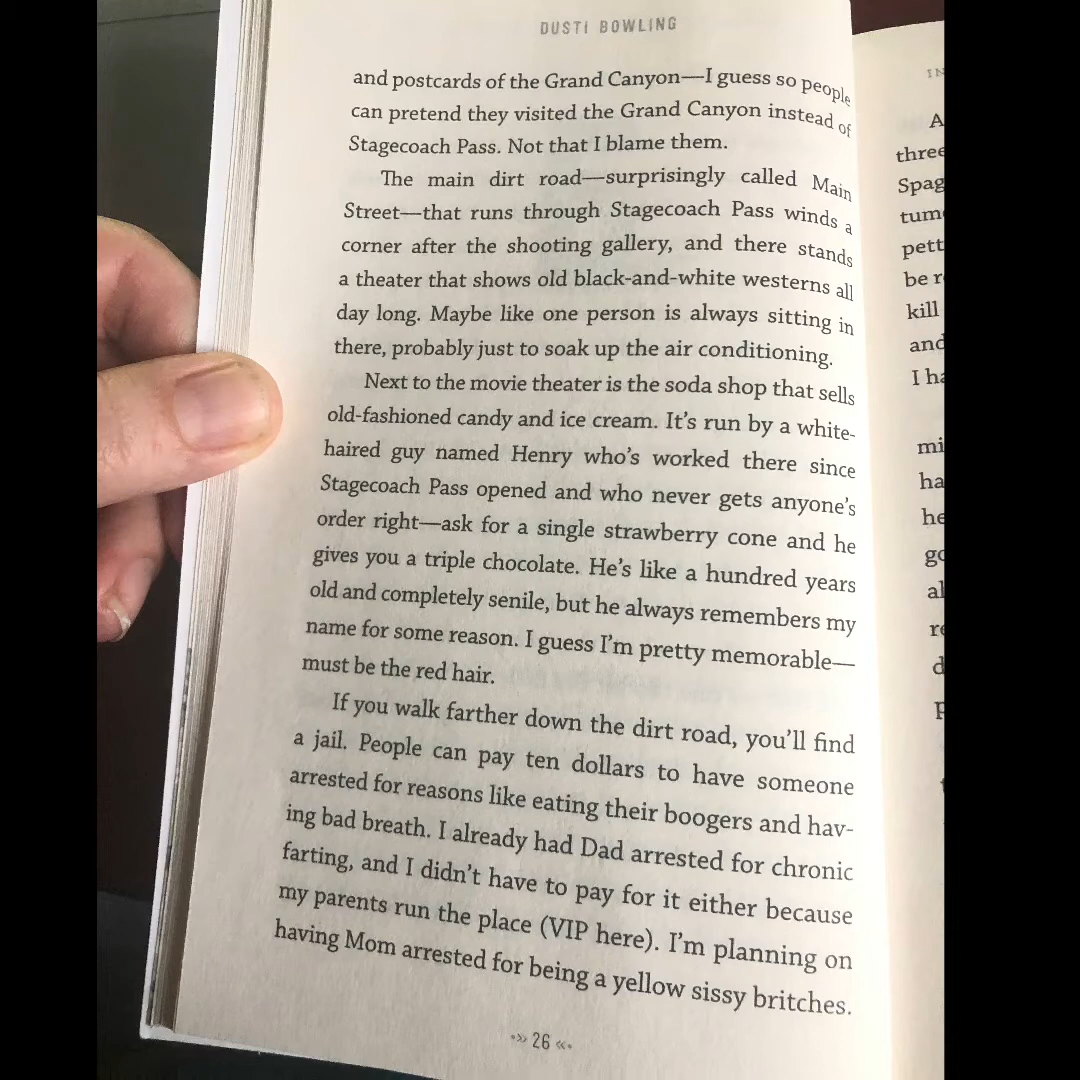 DUSTI BOWLING
and postcards of the Grand Canyon—I guess so people
can pretend they visited the Grand Canyon instead of
Stagecoach Pass. Not that I blame them.
The main dirt road—surprisingly called Main
Street—that runs through Stagecoach Pass winds a
corner after the shooting gallery, and there stands
a theater that shows old black-and-white westerns all
day long. Maybe like one person is always sitting in
there, probably just to soak up the air conditioning.
Next to the movie theater is the soda shop that sells
old-fashioned candy and ice cream. It's run by a white-
haired guy named Henry who's worked there since
Stagecoach Pass opened and who never gets anyone's
order right—ask for a single strawberry cone and he
gives you a triple chocolate. He's like a hundred years
old and completely senile, but he always remembers my
name for some reason. I guess I'm pretty memorable—
must be the red hair.
If you walk farther down the dirt road, you'll find
a jail. People can pay ten dollars to have someone
arrested for reasons like eating their boogers and hav-
ing bad breath. I already had Dad arrested for chronic
farting, and I didn't have to pay for it either because
my parents run the place (VIP here). I'm planning on
having Mom arrested for being a yellow sissy britches.
26
three
and
kill